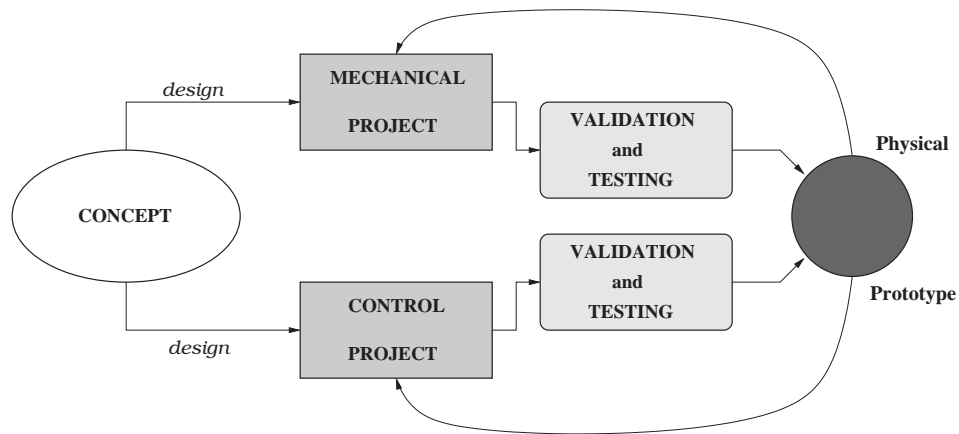 design
MECHANICAL
PROJECT
VALIDATION
and
TESTING
Physical
CONCEPT
VALIDATION
and
TESTING
Prototype
CONTROL
PROJECT
design